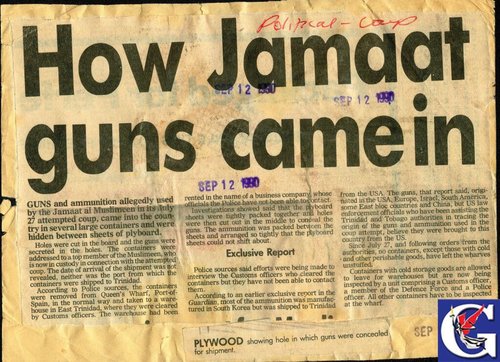 Political - Coup
How Jamaat
SEP 12 1990
SEP 12 1990
guns came in
SEP 12 1990
GUNS and ammunition allegedly used
by the Jamaat al Muslimeen in its July
27 attempted coup, came into the coun-
try in several large containers and were
hidden between sheets of plyboard.
Holes were cut in the board and the guns were
secreted in the holes. The containers were
addressed to a top member of the Muslimeen, who
is now custody in connection with the attempted
coup. The date of arrival of the shipment was not
revealed, neither was the port from which the
containers were shipped to Trinidad.
According to Police sources, the containers
were removed from Queen's Wharf, Port-of-
Spain, in the normal way and taken to a ware-
house in East Trinidad, where they were cleared
by Customs officers. The warehouse had been
rented in the name of a business company, whose
officials the Police have not been able to contact.
Investigations showed that the plyboard
sheets were tightly packed together and holes
were then cut out in the middle to conceal the
guns. The ammunition was packed between the
sheets and arranged so tightly that the plyboard
sheets could not shift about.
Exclusive Report
Police sources said efforts were being made to
interview the Customs officers who cleared the
containers but they have not been able to contact
them.
According to an earlier exclusive report in the
Guardian, most of the ammunition was manufac-
tured in South Korea but was shipped to Trinidad
from the USA. The guns, that report said, orig-
inated in the USA, Europe, Israel, South America,
some East bloc countries and China, but US law
enforcement officials who have been assisting
Trinidad and Tobago authorities in tracing the
origin of the guns and ammunition used in the
coup attempt, believe they were brought to this
country from the US.
Since July 27, and following orders from the
authorities, all containers, except those with cold
and other perishable goods, have left the wharves
unstuffed.
Containers with cold storage goods are allowed
to leave for warehouses but are now being
inspected by a unit comprising a Customs officer,
a member of the Defence Force and a Police
officer. All other containers have to be inspected
at the wharf.
PLYWOOD showing hole in which guns were concealed
for shipment.
SEP